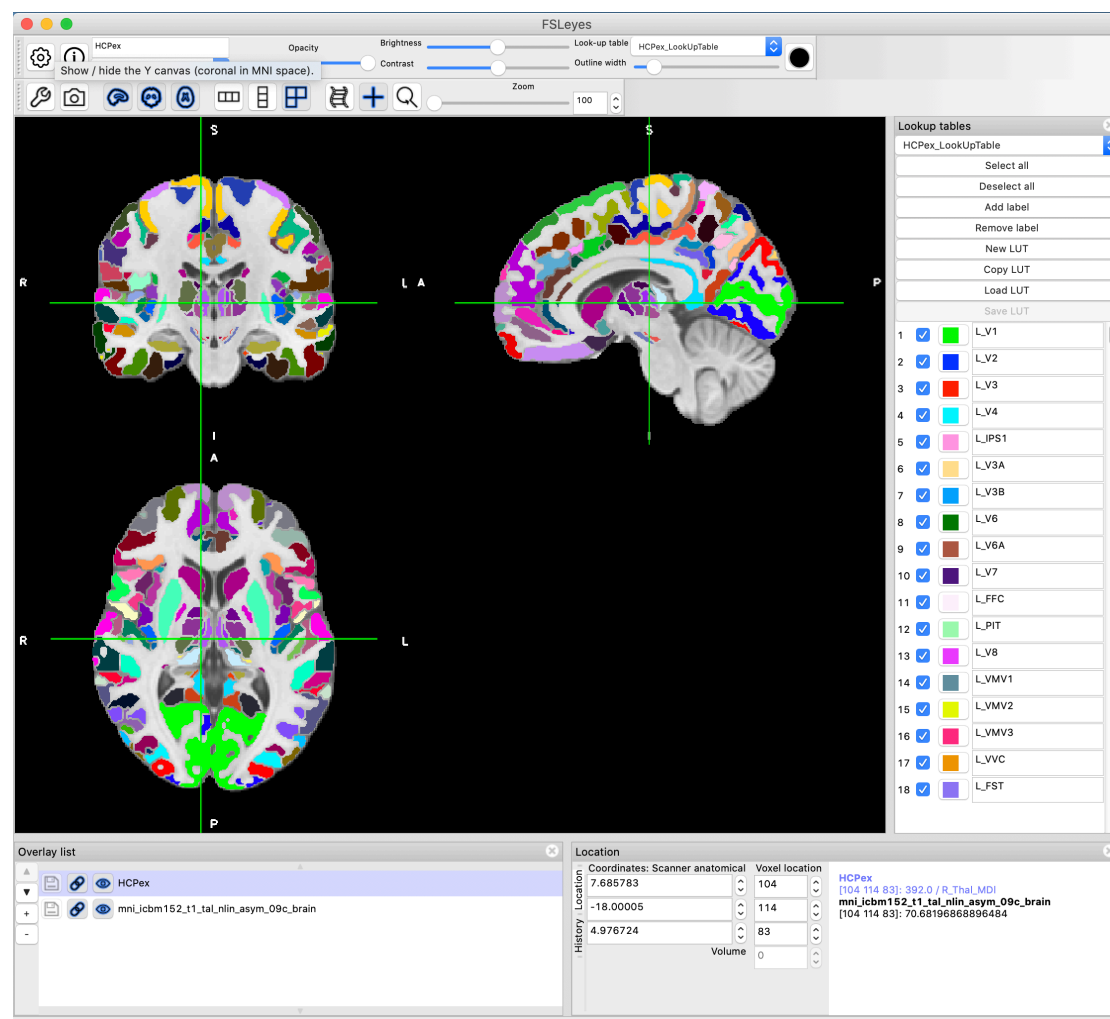 FSLeyes
HCPex
Opacity
Brightness
Contrast
Look-up table
HCPex_LookUpTable
Outline width
Show / hide the Y canvas (coronal in MNI space).
Zoom
100
S
R
L
I
S
A
P
I
A
R
L
P
Lookup tables
HCPex_LookUpTable
Select all
Deselect all
Add label
Remove label
New LUT
Copy LUT
Load LUT
Save LUT
1 L_V1
2 L_V2
3 L_V3
4 L_V4
5 L_IPS1
6 L_V3A
7 L_V3B
8 L_V6
9 L_V6A
10 L_V7
11 L_FFC
12 L_PIT
13 L_V8
14 L_VMV1
15 L_VMV2
16 L_VMV3
17 L_VVC
18 L_FST
Overlay list
HCPex
mni_icbm152_t1_tal_nlin_asym_09c_brain
+
-
Location
Location
History
Coordinates: Scanner anatomical Voxel location
7.685783 104
-18.00005 114
4.976724 83
Volume 0
HCPex
[104 114 83]: 392.0 / R_Thal_MDl
mni_icbm152_t1_tal_nlin_asym_09c_brain
[104 114 83]: 70.68196868896484